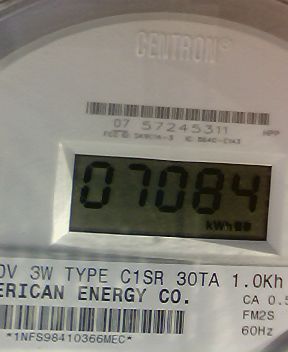 CENTRON®
07 57245311 HPP
07084
kWh
0V 3W TYPE C1SR 30TA 1.0Kh
ERICAN ENERGY CO. CA 0.5
FM2S
*1NFS98410366MEC* 60Hz